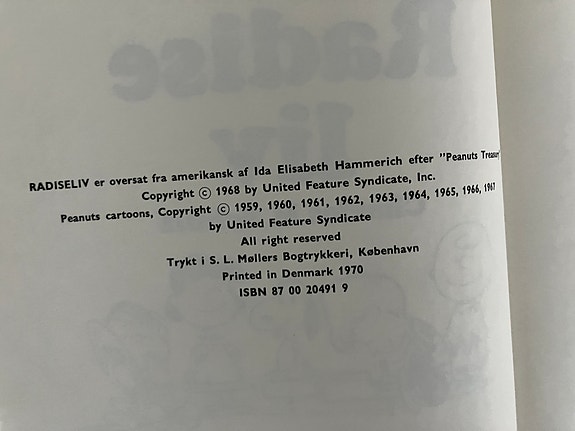 RADISELIV er oversat fra amerikansk af Ida Elisabeth Hammerich efter "Peanuts Treasury
Copyright © 1968 by United Feature Syndicate, Inc.
Peanuts cartoons, Copyright © 1959, 1960, 1961, 1962, 1963, 1964, 1965, 1966, 1967
by United Feature Syndicate
All right reserved
Trykt i S. L. Møllers Bogtrykkeri, København
Printed in Denmark 1970
ISBN 87 00 20491 9